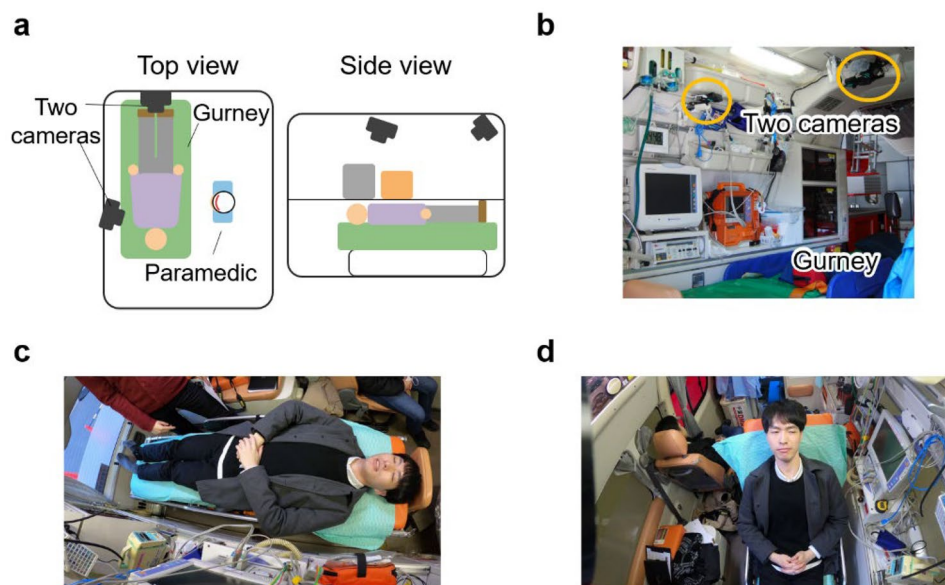 a
Top view
Side view
Two
cameras
Gurney
Paramedic
b
Two cameras
Gurney
c
d